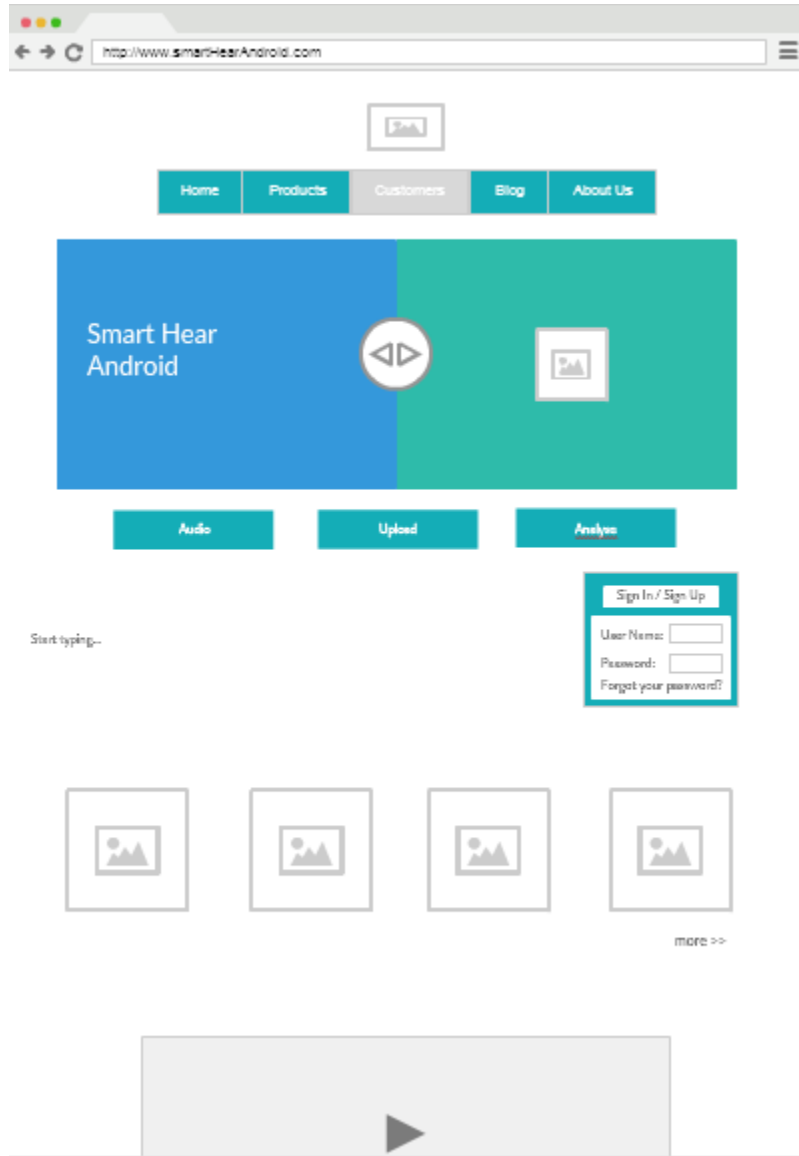 http://www.smartHearAndroid.com
Home Products Customers Blog About Us
Smart Hear
Android
Audio Upload Analyse
Sign In / Sign Up
Start typing...
User Name:
Password:
Forgot your password?
more >>